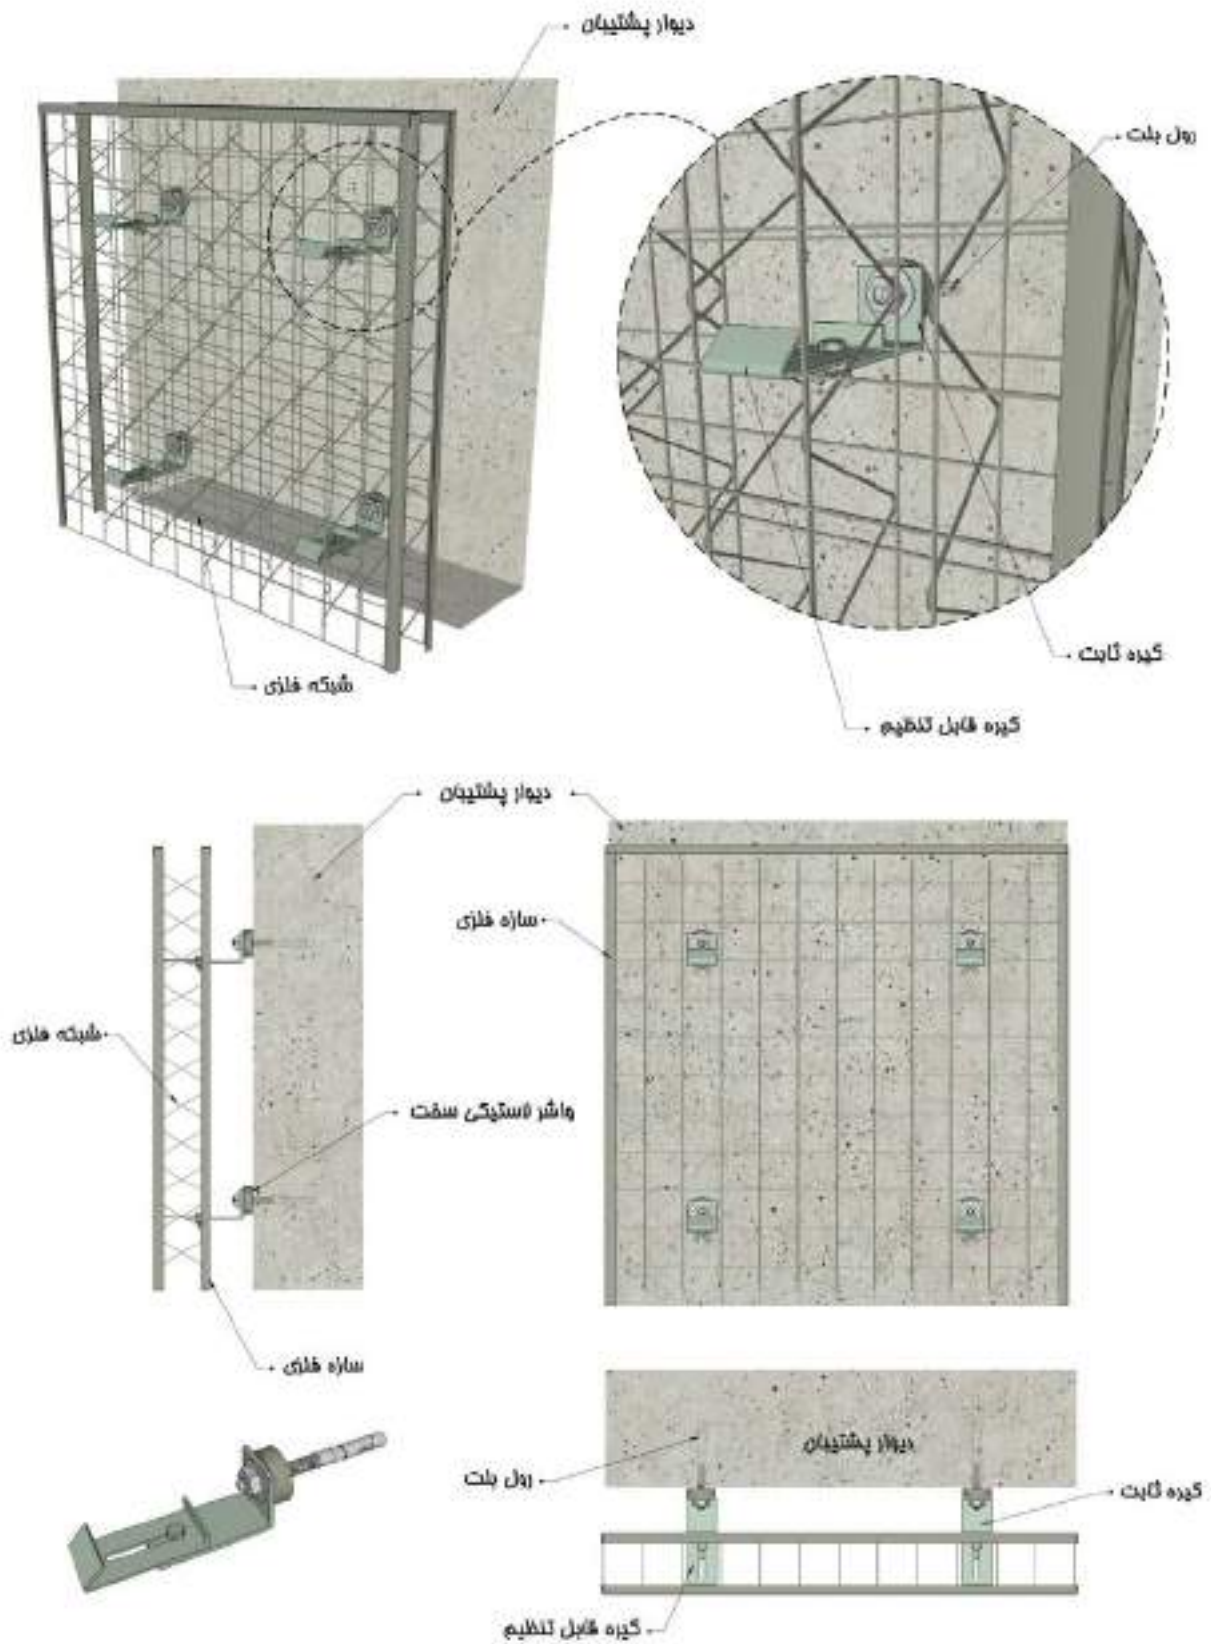 دیوار پشتیبان
رول بلت
گیره ثابت
شبکه فلزی
گیره قابل تنظیم
دیوار پشتیبان
سازه فلزی
شبکه فلزی
واشر لاستیکی سخت
سازه فلزی
دیوار پشتیبان
رول بلت
گیره ثابت
گیره قابل تنظیم